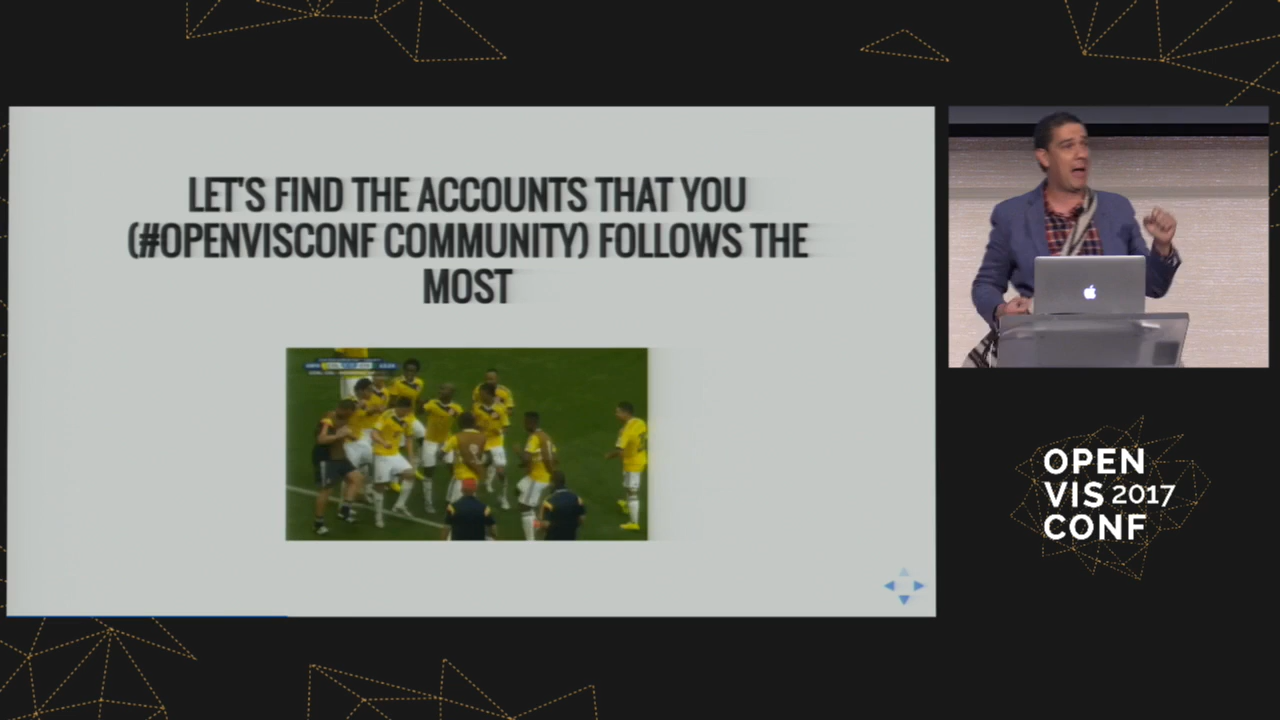 LET'S FIND THE ACCOUNTS THAT YOU
(#OPENVISCONF COMMUNITY) FOLLOWS THE
MOST
OPEN
VIS 2017
CONF